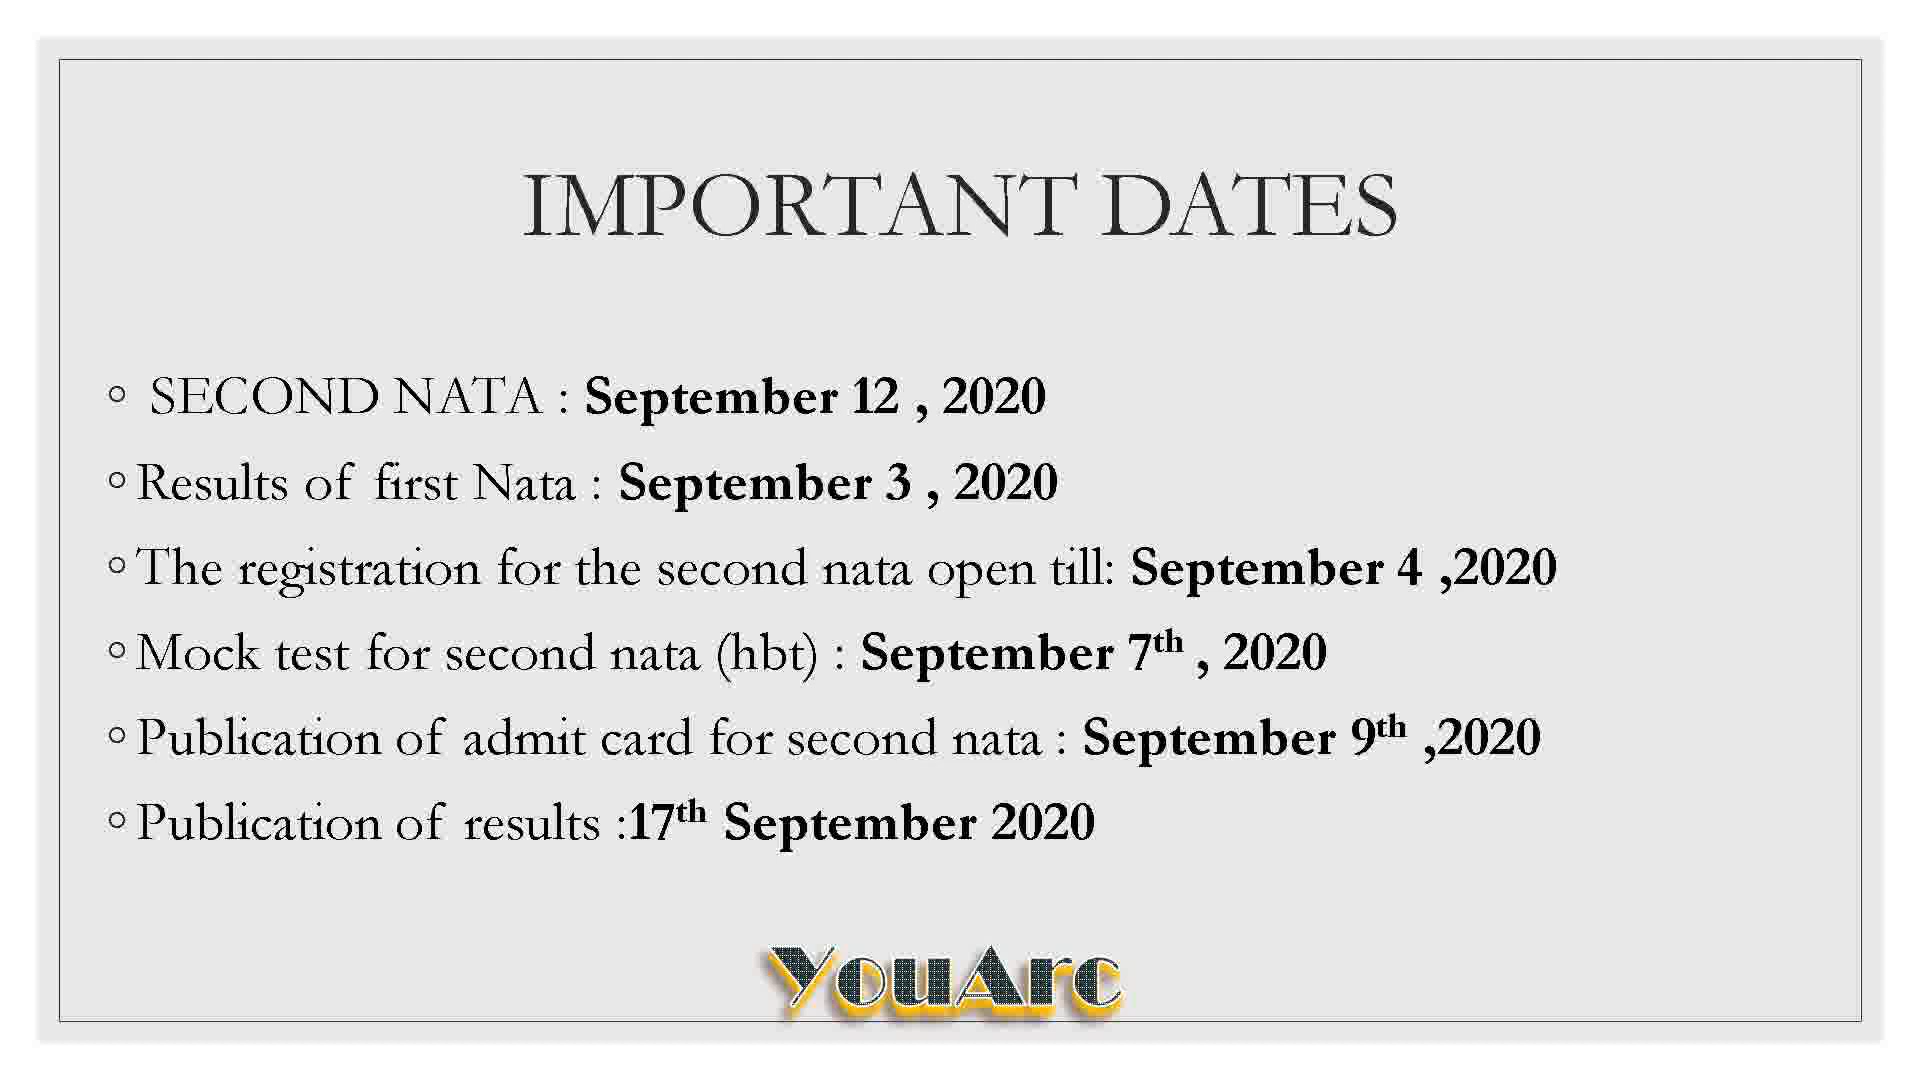 IMPORTANT DATES
◦ SECOND NATA : September 12 , 2020
◦ Results of first Nata : September 3 , 2020
◦ The registration for the second nata open till: September 4 ,2020
◦ Mock test for second nata (hbt) : September 7th , 2020
◦ Publication of admit card for second nata : September 9th ,2020
◦ Publication of results :17th September 2020
YouArc